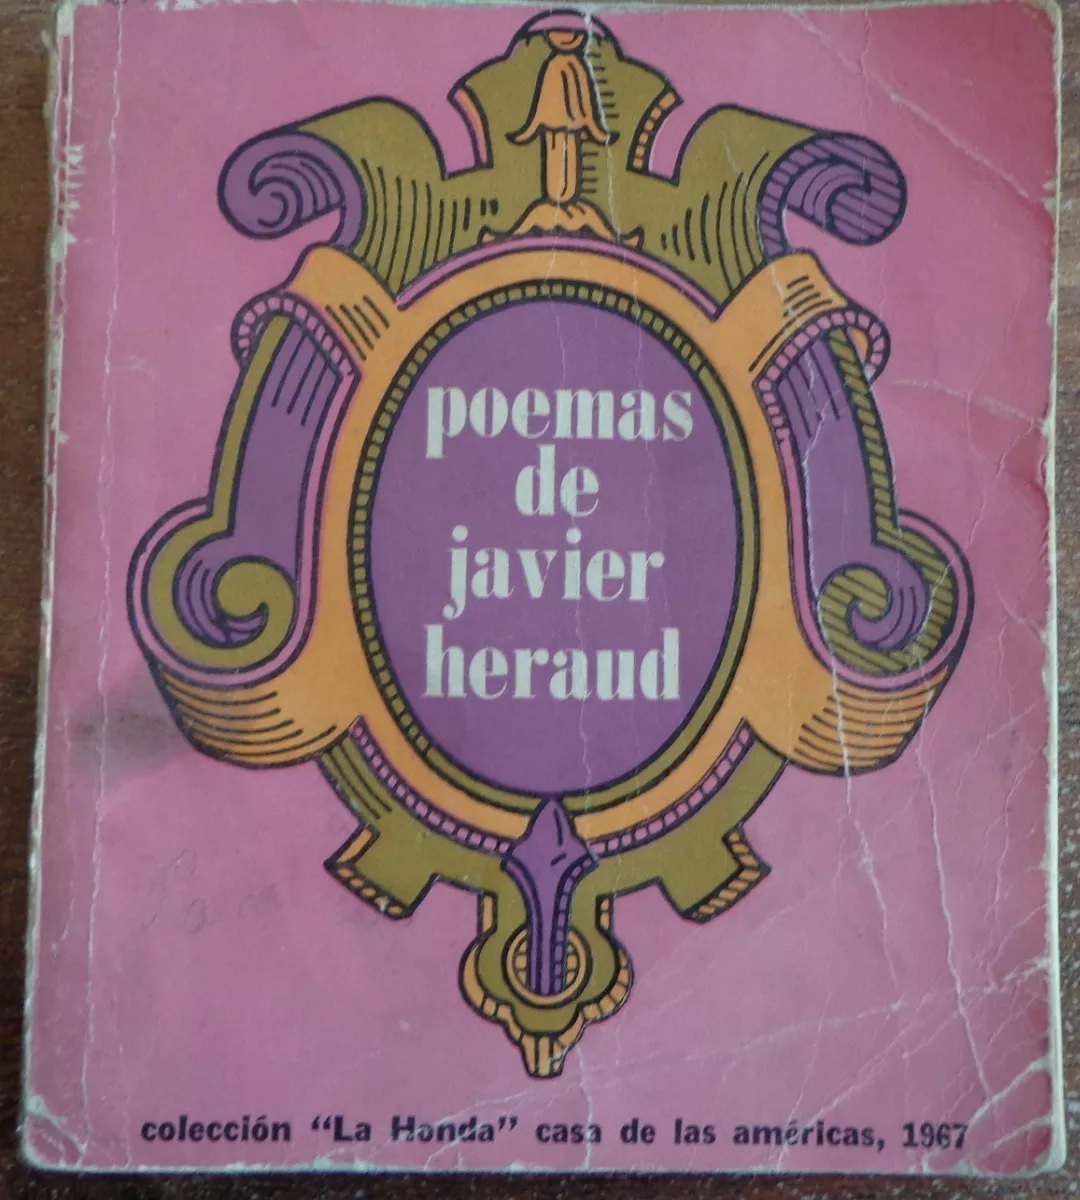 poemas
de
javier
heraud
colección “La Honda” casa de las américas, 1967